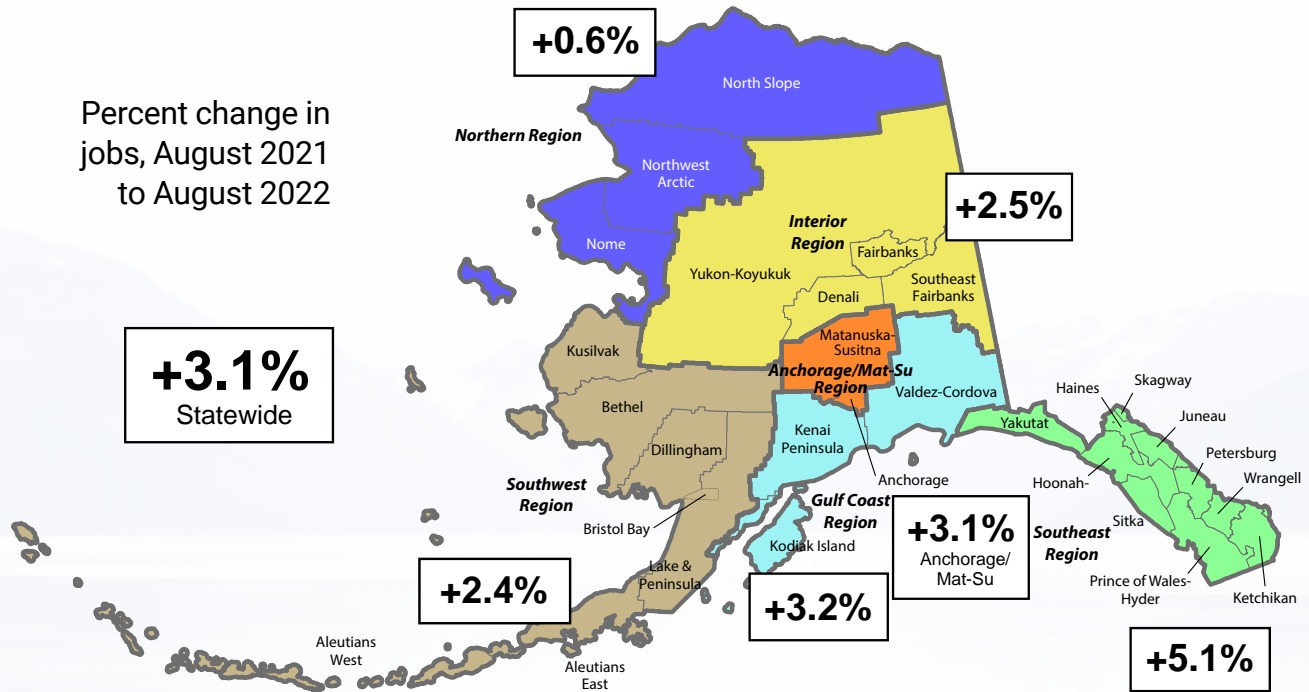 +0.6%
North Slope
Percent change in
jobs, August 2021
to August 2022
Northern Region
Northwest
Arctic
Nome
Interior
Region
+2.5%
Fairbanks
Yukon-Koyukuk
Denali
Southeast
Fairbanks
+3.1%
Statewide
Kusilvak
Matanuska-
Susitna
Anchorage/Mat-Su
Region
Valdez-Cordova
Bethel
Dillingham
Kenai
Peninsula
Anchorage
Yakutat
Haines
Skagway
Juneau
Petersburg
Wrangell
Hoonah-
Sitka
Southeast
Region
Prince of Wales-
Hyder
Ketchikan
Southwest
Region
Bristol Bay
Gulf Coast
Region
Kodiak Island
+3.1%
Anchorage/
Mat-Su
Lake &
Peninsula
+2.4%
+3.2%
+5.1%
Aleutians
West
Aleutians
East